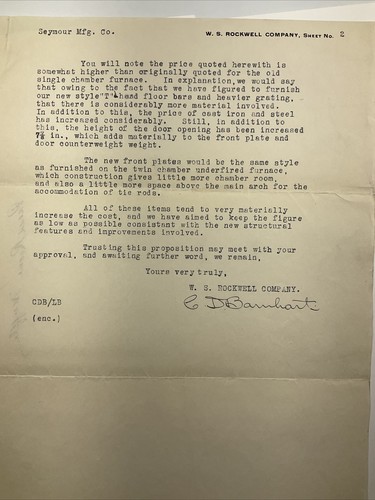 Seymour Mfg. Co. W. S. ROCKWELL COMPANY, SHEET NO. 2
You will note the price quoted herewith is
somewhat higher than originally quoted for the old
single chamber furnace. In explanation, we would say
that owing to the fact that we have figured to furnish
our new style "T" head floor bars and heavier grating,
that there is considerably more material involved.
In addition to this, the price of cast iron and steel
has increased considerably. Still, in addition to
this, the height of the door opening has been increased
7½ in., which adds materially to the front plate and
door counterweight weight.
The new front plates would be the same style
as furnished on the twin chamber underfired furnace,
which construction gives little more chamber room,
and also a little more space above the main arch for the
accommodation of tie rods.
All of these items tend to very materially
increase the cost, and we have aimed to keep the figure
as low as possible consistent with the new structural
features and improvements involved.
Trusting this proposition may meet with your
approval, and awaiting further word, we remain,
Yours very truly,
W. S. ROCKWELL COMPANY.
C D Barnhart
CDB/LB
(enc.)